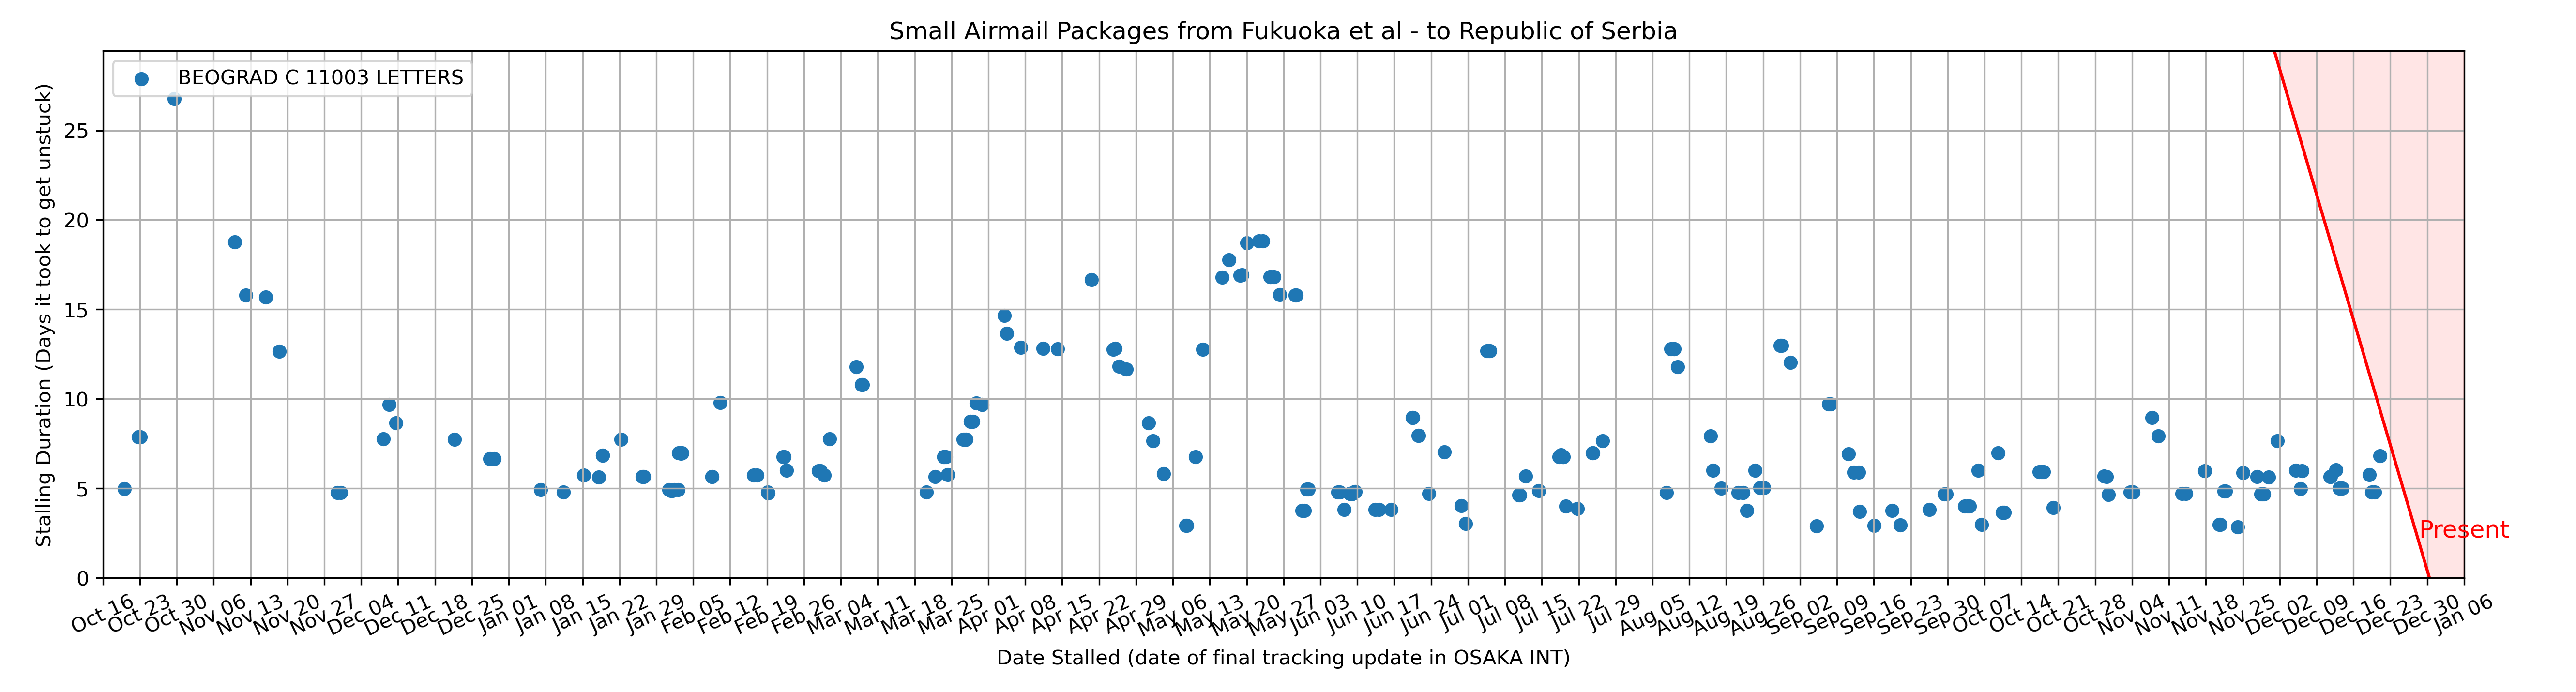 Small Airmail Packages from Fukuoka et al - to Republic of Serbia
BEOGRAD C 11003 LETTERS
Stalling Duration (Days it took to get unstuck)
25
20
15
10
5
0
Present
Oct 16
Oct 23
Oct 30
Nov 06
Nov 13
Nov 20
Nov 27
Dec 04
Dec 11
Dec 18
Dec 25
Jan 01
Jan 08
Jan 15
Jan 22
Jan 29
Feb 05
Feb 12
Feb 19
Feb 26
Mar 04
Mar 11
Mar 18
Mar 25
Apr 01
Apr 08
Apr 15
Apr 22
Apr 29
May 06
May 13
May 20
May 27
Jun 03
Jun 10
Jun 17
Jun 24
Jul 01
Jul 08
Jul 15
Jul 22
Jul 29
Aug 05
Aug 12
Aug 19
Aug 26
Sep 02
Sep 09
Sep 16
Sep 23
Sep 30
Oct 07
Oct 14
Oct 21
Oct 28
Nov 04
Nov 11
Nov 18
Nov 25
Dec 02
Dec 09
Dec 16
Dec 23
Dec 30
Jan 06
Date Stalled (date of final tracking update in OSAKA INT)